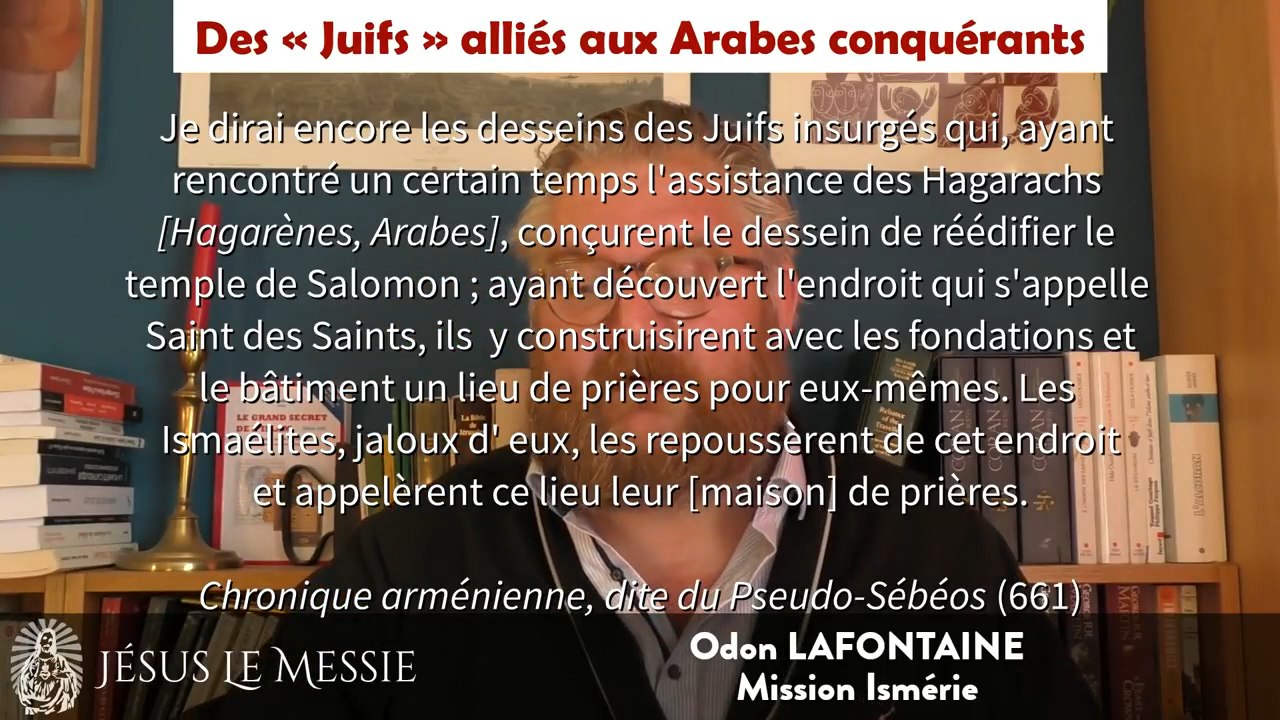 Des « Juifs » alliés aux Arabes conquérants
Je dirai encore les desseins des Juifs insurgés qui, ayant
rencontré un certain temps l'assistance des Hagarachs
[Hagarènes, Arabes], conçurent le dessein de réédifier le
temple de Salomon ; ayant découvert l'endroit qui s'appelle
Saint des Saints, ils y construisirent avec les fondations et
le bâtiment un lieu de prières pour eux-mêmes. Les
Ismaélites, jaloux d' eux, les repoussèrent de cet endroit
et appelèrent ce lieu leur [maison] de prières.
Chronique arménienne, dite du Pseudo-Sébéos (661)
LE GRAND SECRET
JÉSUS LE MESSIE
Odon LAFONTAINE
Mission Ismérie